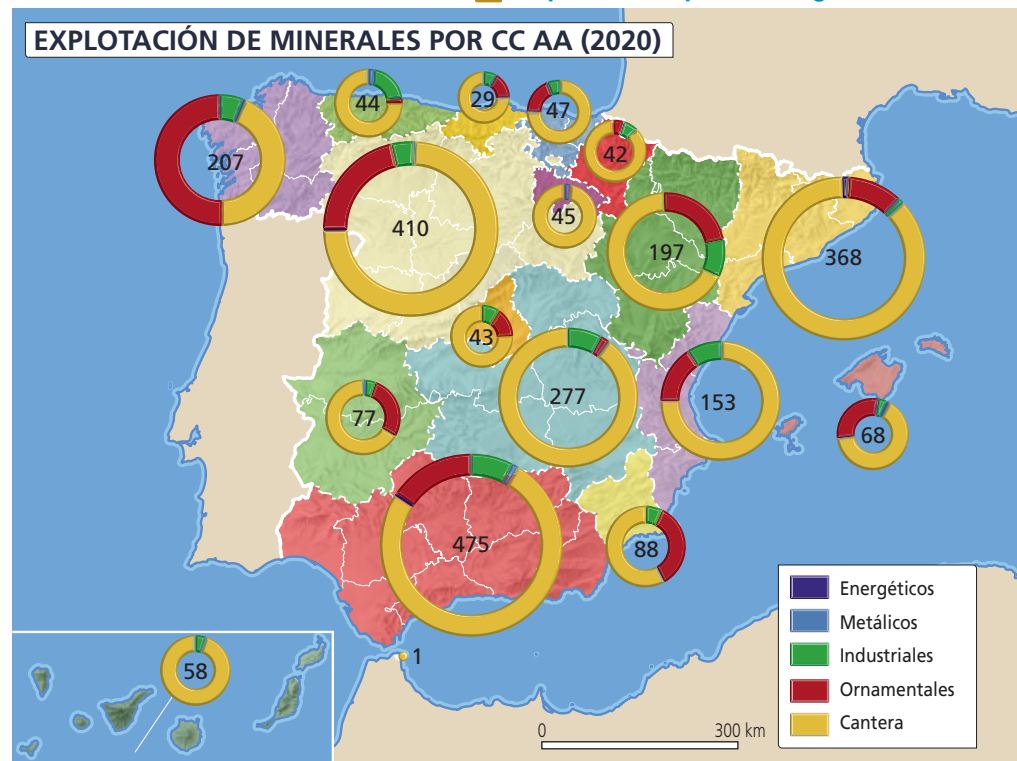 EXPLOTACIÓN DE MINERALES POR CC AA (2020)
44
29
47
42
207
410
45
197
368
43
277
153
77
68
475
88
58
1
Energéticos
Metálicos
Industriales
Ornamentales
Cantera
0 300 km